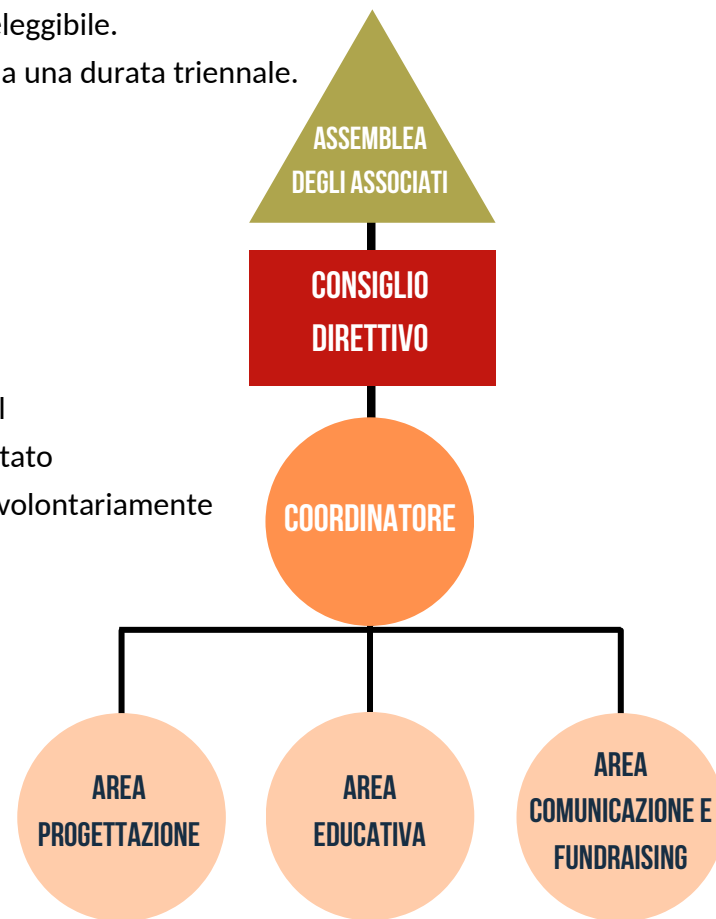 eleggibile.
a una durata triennale.
ASSEMBLEA
DEGLI ASSOCIATI
CONSIGLIO
DIRETTIVO
l
tato
volontariamente
COORDINATORE
AREA
PROGETTAZIONE
AREA
EDUCATIVA
AREA
COMUNICAZIONE E
FUNDRAISING